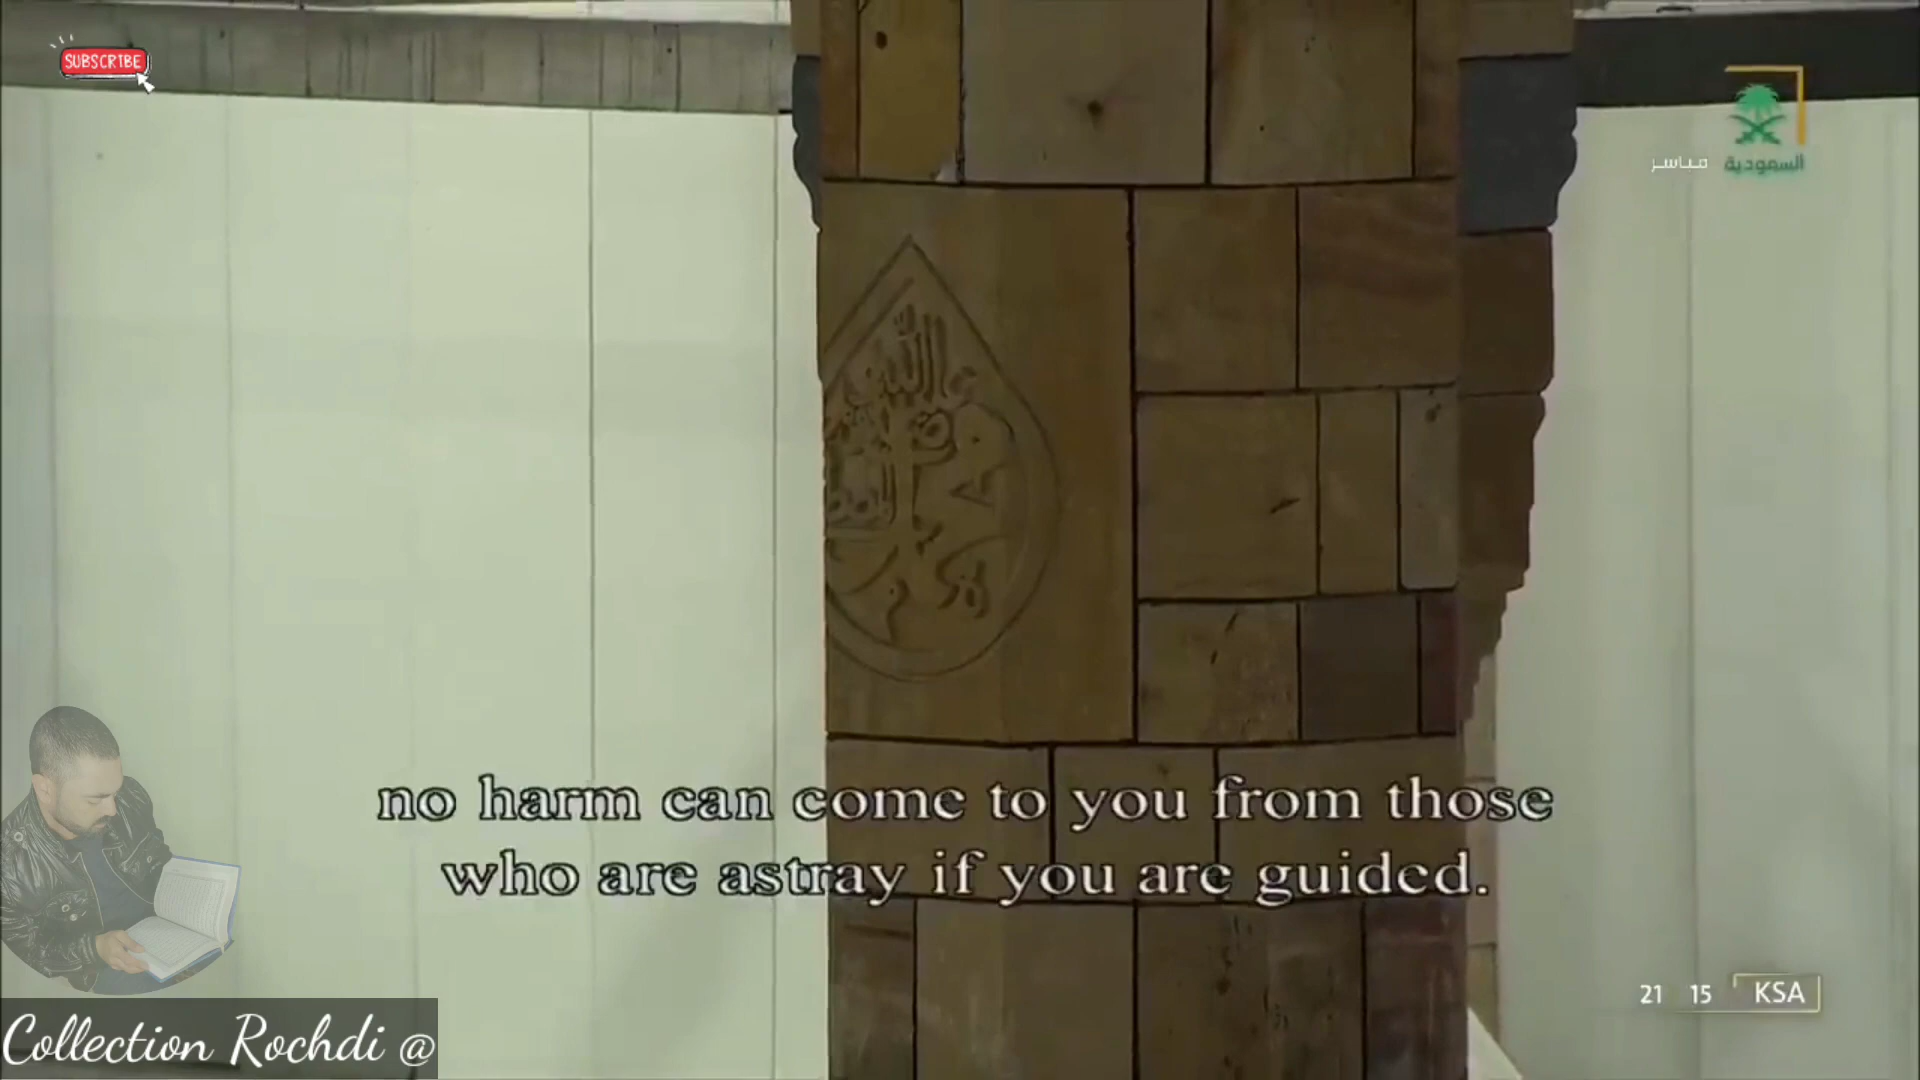 SUBSCRIBE
السعودية مباشر
no harm can come to you from those
who are astray if you are guided.
21 15 KSA
Collection Rochdi @